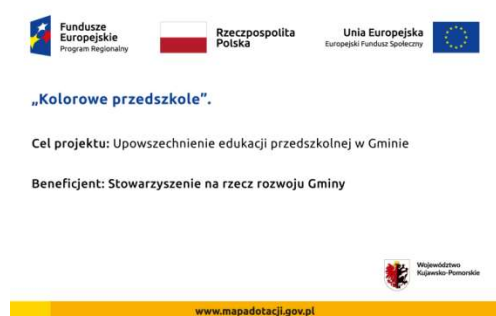 Fundusze
Europejskie
Program Regionalny
Rzeczpospolita
Polska
Unia Europejska
Europejski Fundusz Społeczny
„Kolorowe przedszkole”.
Cel projektu: Upowszechnienie edukacji przedszkolnej w Gminie
Beneficjent: Stowarzyszenie na rzecz rozwoju Gminy
Województwo
Kujawsko-Pomorskie
www.mapadotacji.gov.pl